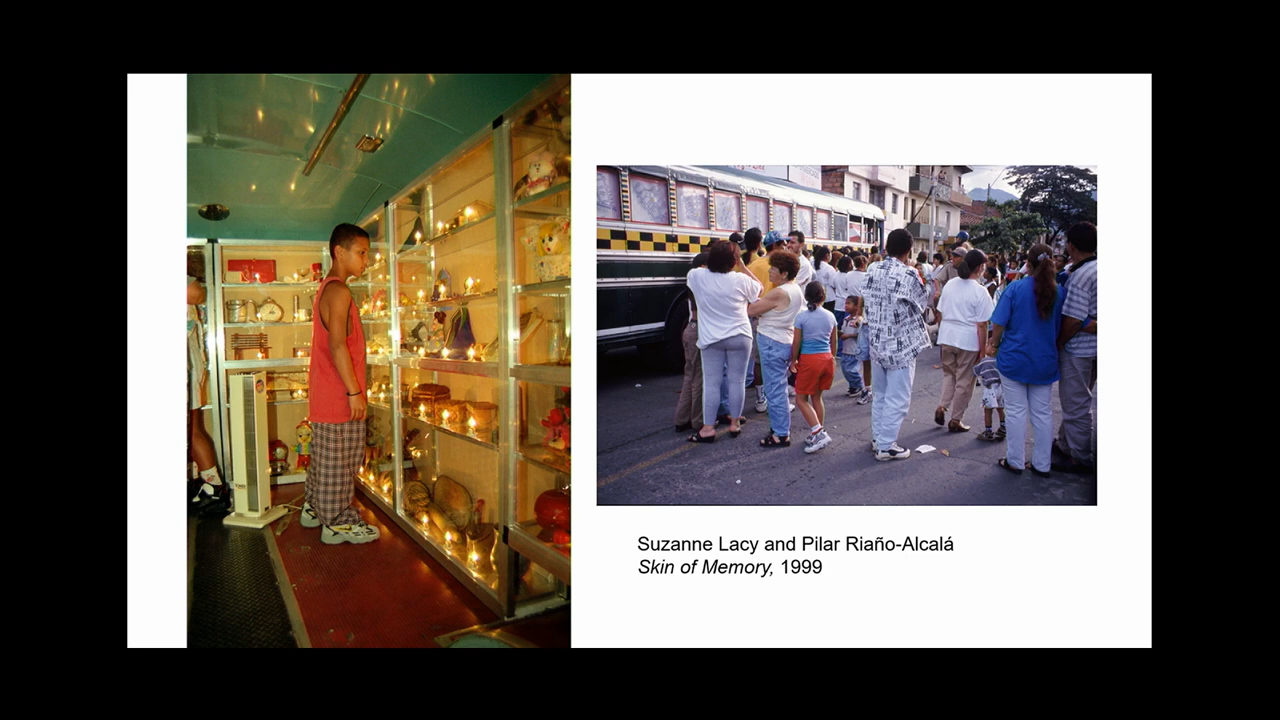 Suzanne Lacy and Pilar Riaño-Alcalá
Skin of Memory, 1999